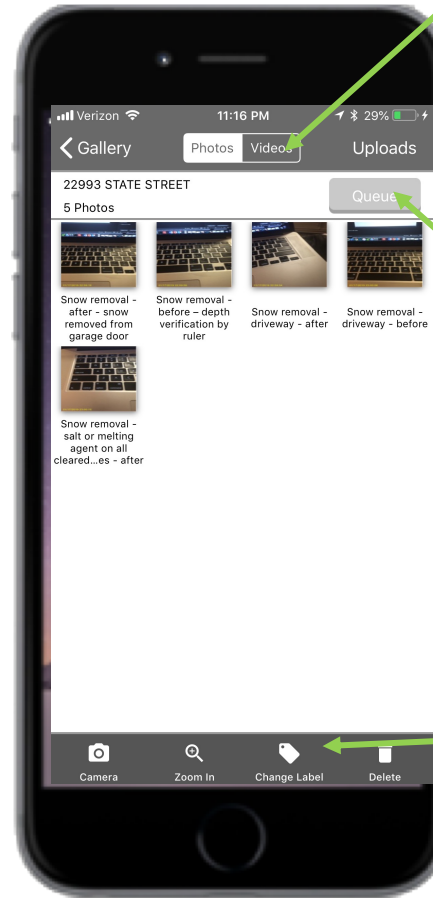 Verizon 11:16 PM 29%
Gallery Photos Videos Uploads
22993 STATE STREET
5 Photos
Queue
Snow removal -
after - snow
removed from
garage door
Snow removal -
before – depth
verification by
ruler
Snow removal -
driveway - after
Snow removal -
driveway - before
Snow removal -
salt or melting
agent on all
cleared...es - after
Camera Zoom In Change Label Delete